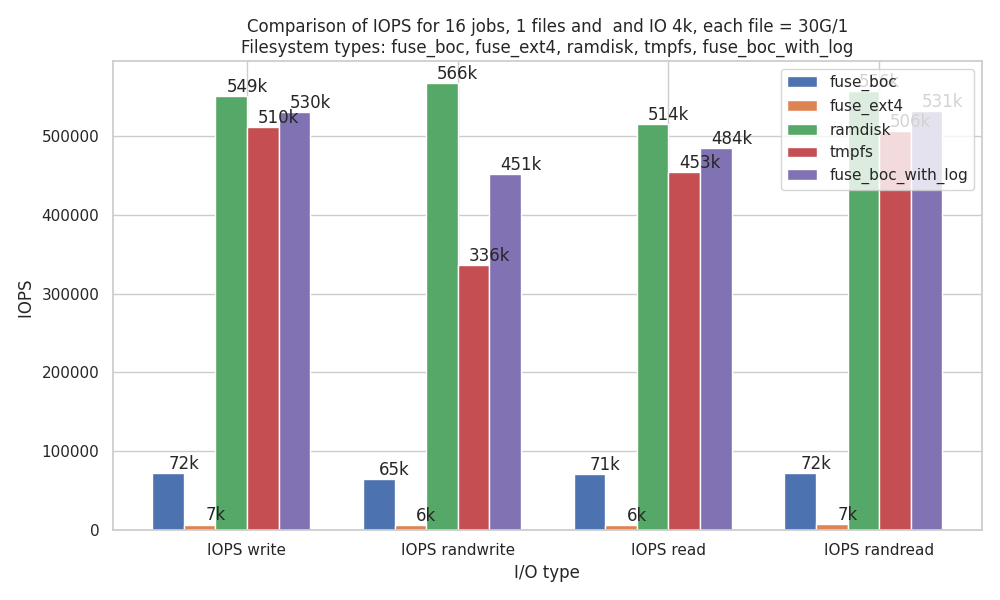 Comparison of IOPS for 16 jobs, 1 files and  and IO 4k, each file = 30G/1
Filesystem types: fuse_boc, fuse_ext4, ramdisk, tmpfs, fuse_boc_with_log
IOPS
500000
400000
300000
200000
100000
0
549k
510k
530k
72k
7k
566k
336k
451k
65k
6k
514k
453k
484k
71k
6k
506k
531k
72k
7k
fuse_boc
fuse_ext4
ramdisk
tmpfs
fuse_boc_with_log
IOPS write
IOPS randwrite
IOPS read
IOPS randread
I/O type